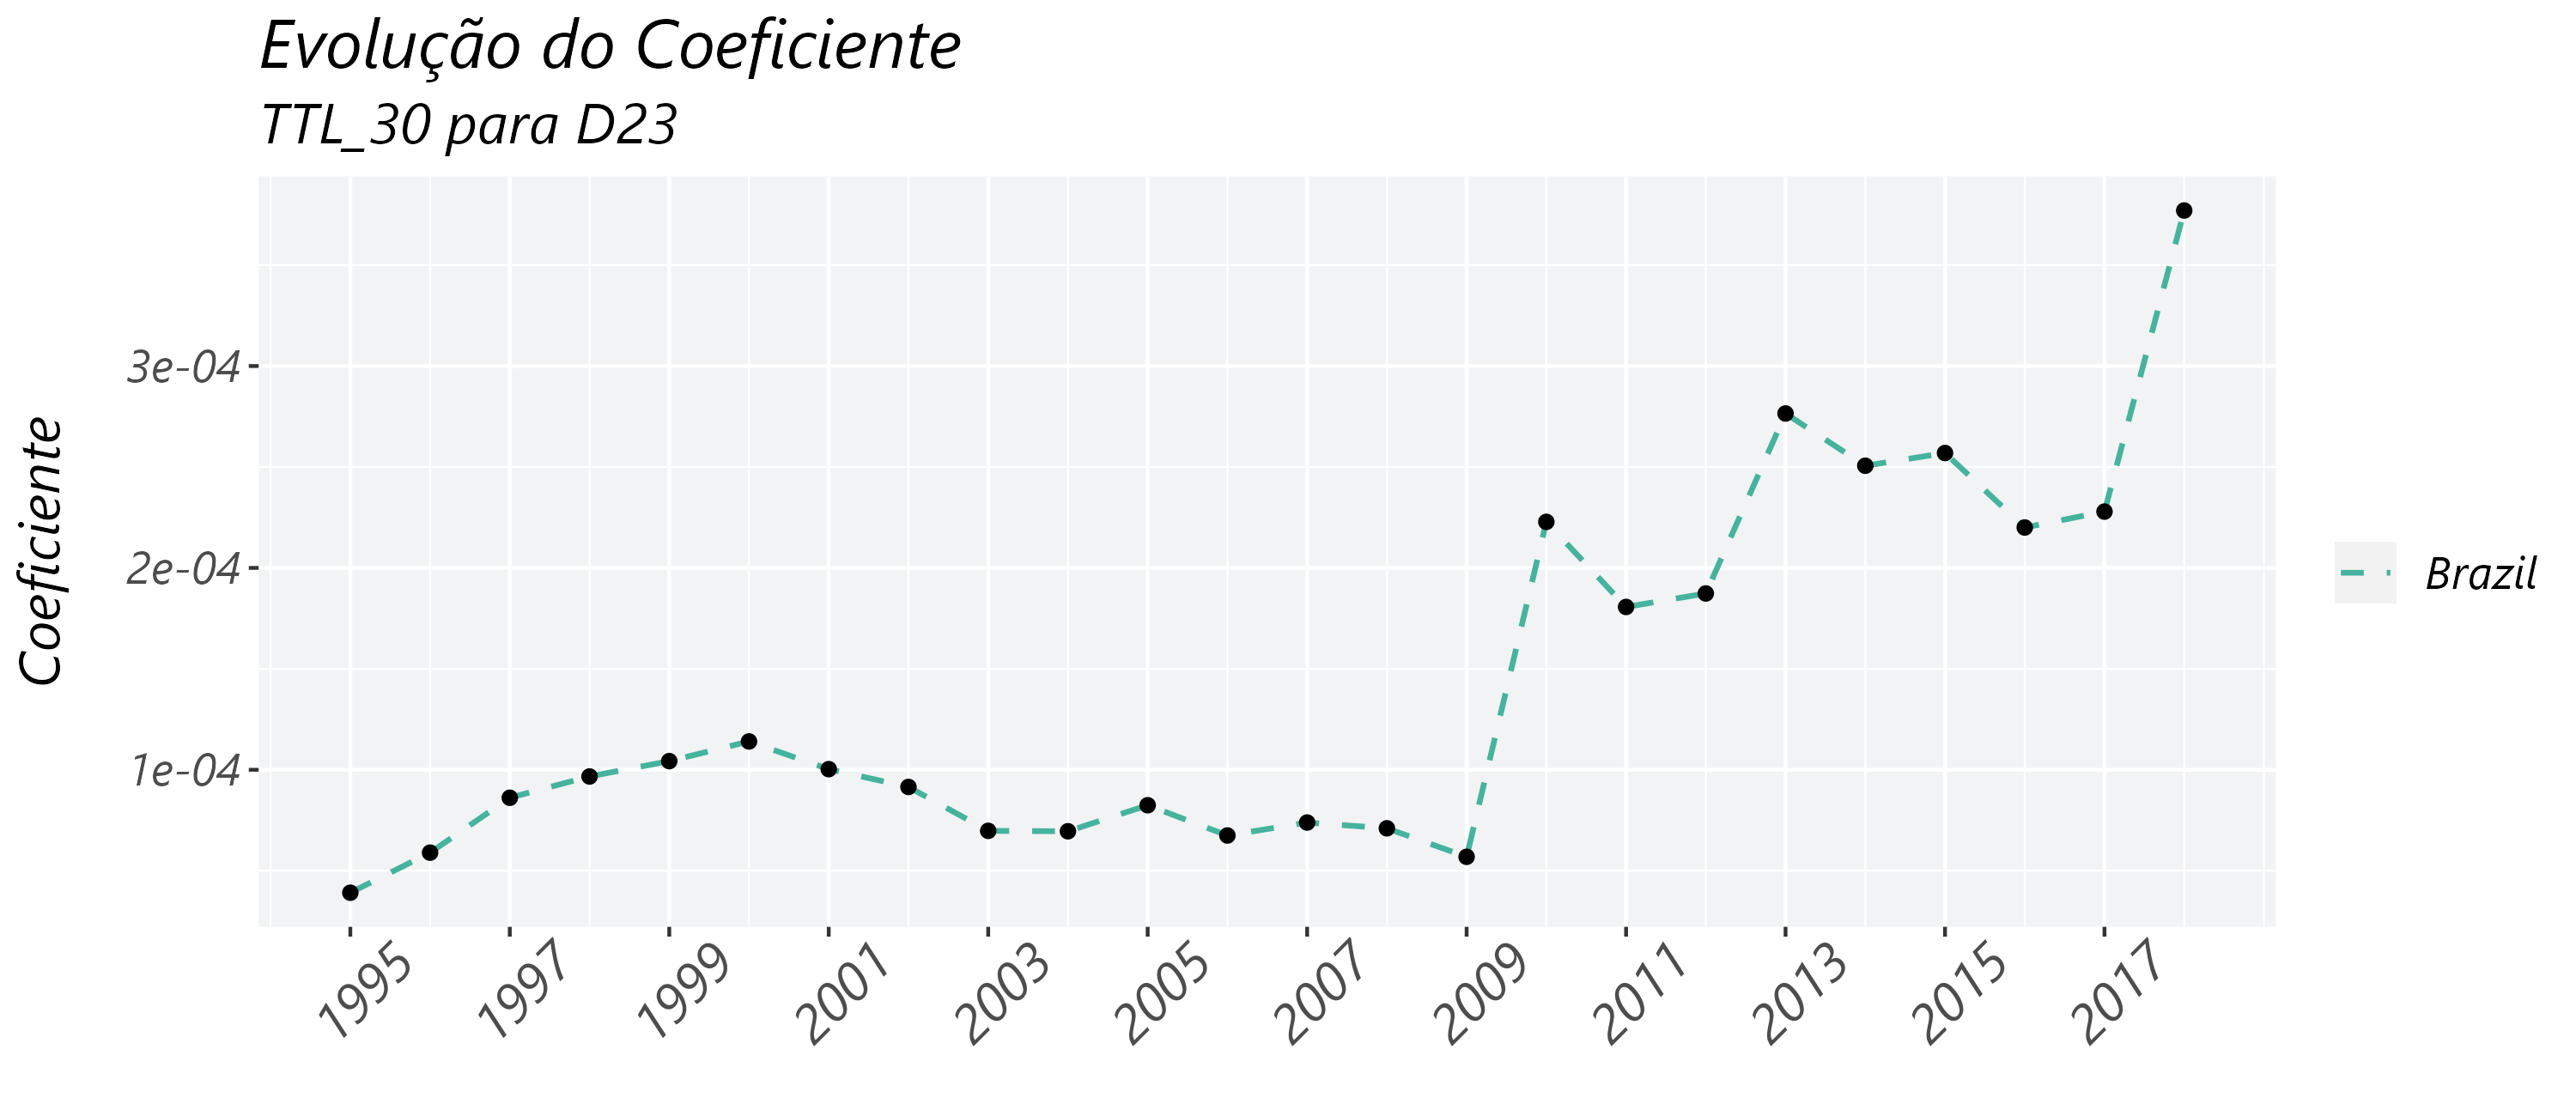 Evolução do Coeficiente
TTL_30 para D23
Coeficiente
3e-04
2e-04
1e-04
1995
1997
1999
2001
2003
2005
2007
2009
2011
2013
2015
2017
Brazil